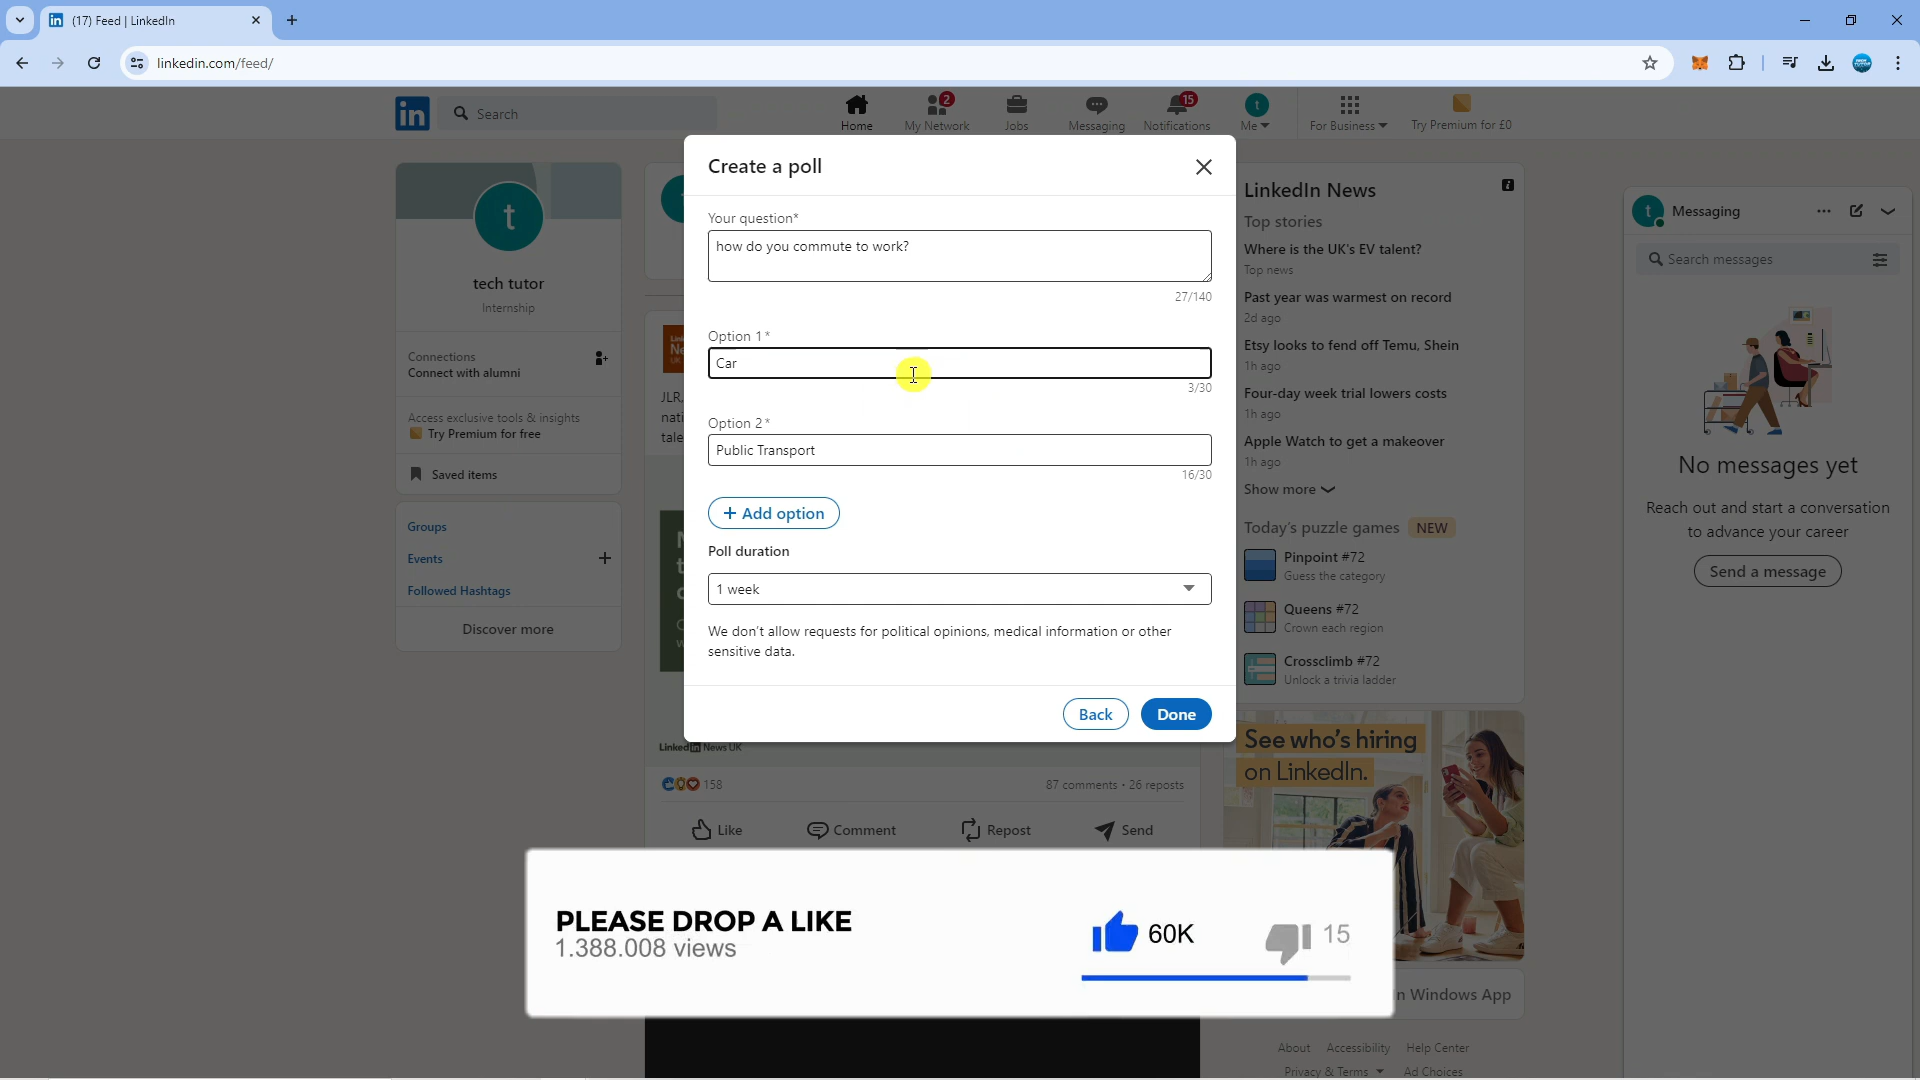 (17) Feed | LinkedIn
linkedin.com/feed/
in
Search
Home
2
My Network
Jobs
Messaging
15
Notifications
t
Me
For Business
Try Premium for £0
t
tech tutor
Internship
Connections
Connect with alumni
Access exclusive tools & insights
Try Premium for free
Saved items
Groups
Events
Followed Hashtags
Discover more
Create a poll
Your question*
how do you commute to work?
27/140
Option 1*
Car
3/30
Option 2*
Public Transport
16/30
+ Add option
Poll duration
1 week
We don't allow requests for political opinions, medical information or other
sensitive data.
Back
Done
LinkedIn News UK
158
87 comments • 26 reposts
Like
Comment
Repost
Send
LinkedIn News
Top stories
Where is the UK's EV talent?
Top news
Past year was warmest on record
2d ago
Etsy looks to fend off Temu, Shein
1h ago
Four-day week trial lowers costs
1h ago
Apple Watch to get a makeover
1h ago
Show more
Today's puzzle games NEW
Pinpoint #72
Guess the category
Queens #72
Crown each region
Crossclimb #72
Unlock a trivia ladder
See who's hiring
on LinkedIn.
n Windows App
About Accessibility Help Center
Privacy & Terms Ad Choices
t
Messaging
Search messages
No messages yet
Reach out and start a conversation
to advance your career
Send a message
PLEASE DROP A LIKE
1.388.008 views
60K
15